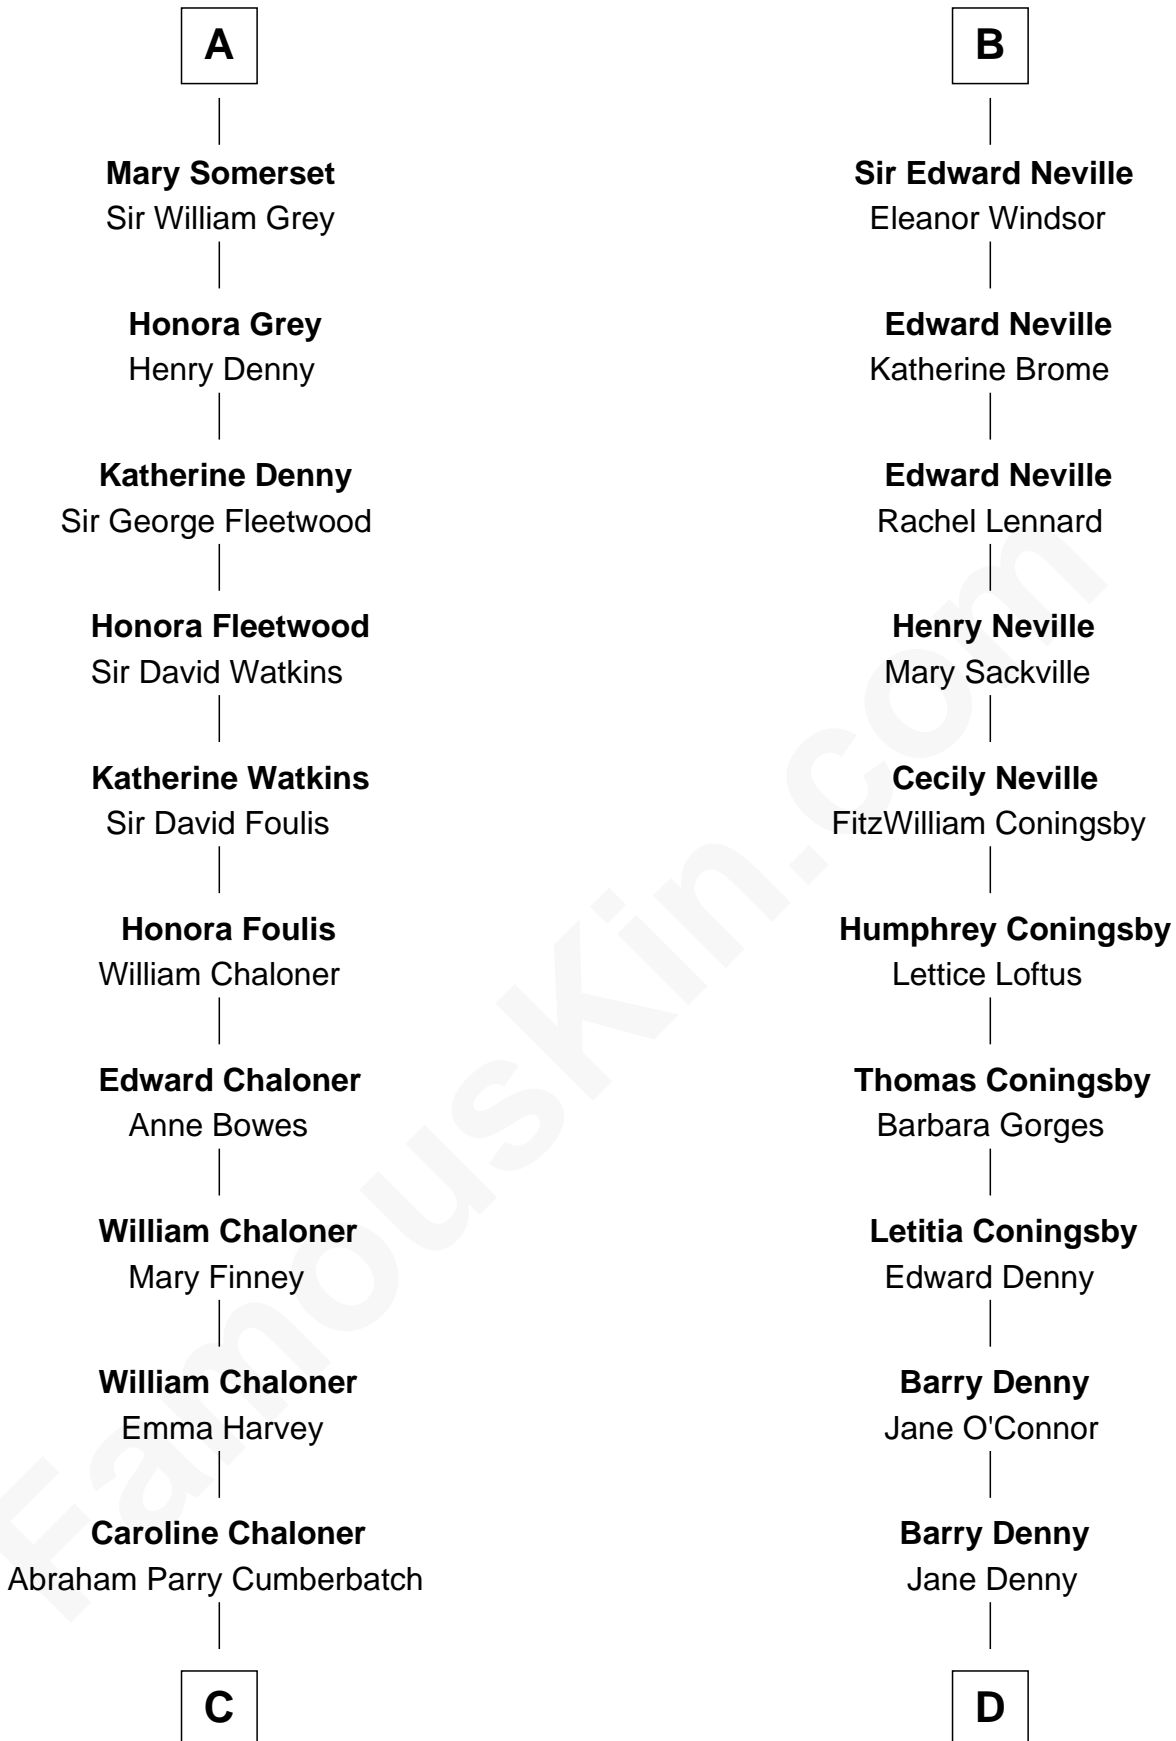 A
Mary Somerset
Sir William Grey
Honora Grey
Henry Denny
Katherine Denny
Sir George Fleetwood
Honora Fleetwood
Sir David Watkins
Katherine Watkins
Sir David Foulis
Honora Foulis
William Chaloner
Edward Chaloner
Anne Bowes
William Chaloner
Mary Finney
William Chaloner
Emma Harvey
Caroline Chaloner
Abraham Parry Cumberbatch
C
B
Sir Edward Neville
Eleanor Windsor
Edward Neville
Katherine Brome
Edward Neville
Rachel Lennard
Henry Neville
Mary Sackville
Cecily Neville
FitzWilliam Coningsby
Humphrey Coningsby
Lettice Loftus
Thomas Coningsby
Barbara Gorges
Letitia Coningsby
Edward Denny
Barry Denny
Jane O'Connor
Barry Denny
Jane Denny
D
FamousKin.com